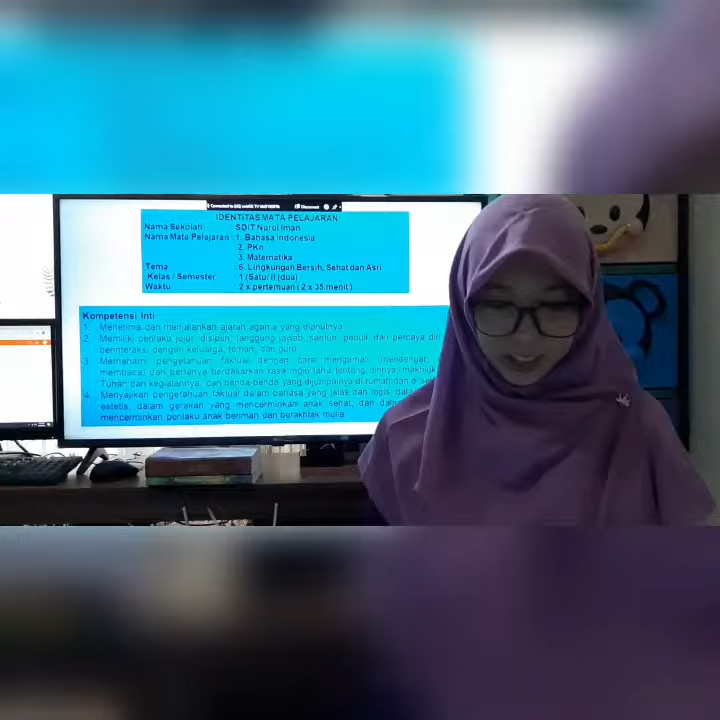 IDENTITAS MATA PELAJARAN
Nama Sekolah : SDIT Nurul Iman
Nama Mata Pelajaran : 1. Bahasa Indonesia
2. PKn
3. Matematika
Tema : 6. Lingkungan Bersih, Sehat dan Asri
Kelas / Semester : 1 (Satu/ II (dua)
Waktu : 2 x pertemuan ( 2 x 35 menit )
Kompetensi Inti
1. Menerima dan menjalankan ajaran agama yang dianutnya
2. Memiliki perilaku jujur, disiplin, tanggung jawab, santun, peduli, dan percaya diri
berinteraksi dengan keluarga, teman, dan guru
3. Memahami pengetahuan faktual dengan cara mengamati (mendengar,
membaca) dan bertanya berdasarkan rasa ingin tahu tentang dirinya, makhluk
Tuhan dan kegiatannya, dan benda-benda yang dijumpainya di rumah dan di
4. Menyajikan pengetahuan faktual dalam bahasa yang jelas dan logis,
estetis, dalam gerakan yang mencerminkan anak sehat, dan
mencerminkan perilaku anak beriman dan berakhlak mulia